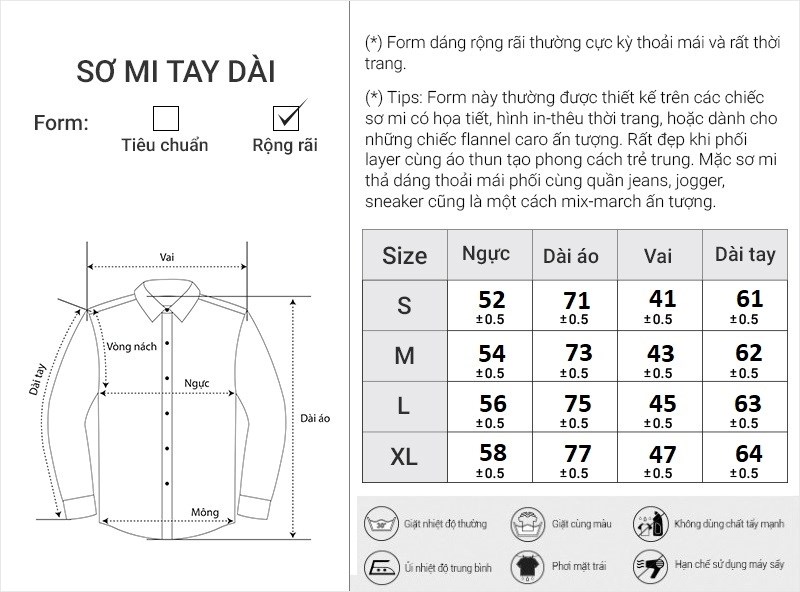 SƠ MI TAY DÀI
Form:
Tiêu chuẩn
Rộng rãi
Vai
Vòng nách
Dài tay
Ngực
Dài áo
Mông
(*) Form dáng rộng rãi thường cực kỳ thoải mái và rất thời
trang.
(*) Tips: Form này thường được thiết kế trên các chiếc
sơ mi có họa tiết, hình in-thêu thời trang, hoặc dành cho
những chiếc flannel caro ấn tượng. Rất đẹp khi phối
layer cùng áo thun tạo phong cách trẻ trung. Mặc sơ mi
thả dáng thoải mái phối cùng quần jeans, jogger,
sneaker cũng là một cách mix-march ấn tượng.
Size Ngực Dài áo Vai Dài tay
S 52 ±0.5 71 ±0.5 41 ±0.5 61 ±0.5
M 54 ±0.5 73 ±0.5 43 ±0.5 62 ±0.5
L 56 ±0.5 75 ±0.5 45 ±0.5 63 ±0.5
XL 58 ±0.5 77 ±0.5 47 ±0.5 64 ±0.5
30° Giặt nhiệt độ thường
Giặt cùng màu
Không dùng chất tẩy mạnh
Ủi nhiệt độ trung bình
Phơi mặt trái
Hạn chế sử dụng máy sấy